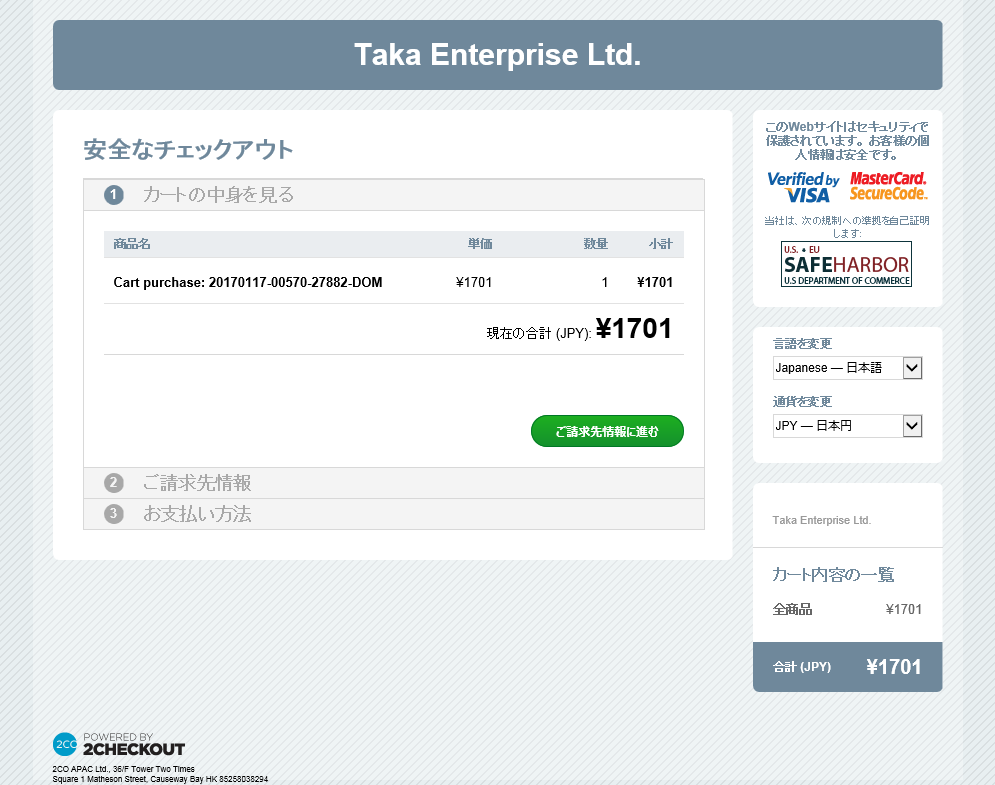 Taka Enterprise Ltd.
安全なチェックアウト
1 カートの中身を見る
商品名 単価 数量 小計
Cart purchase: 20170117-00570-27882-DOM ¥1701 1 ¥1701
現在の合計 (JPY): ¥1701
ご請求先情報に進む
2 ご請求先情報
3 お支払い方法
このWebサイトはセキュリティで
保護されています。お客様の個
人情報は安全です。
Verified by
VISA
MasterCard.
SecureCode.
当社は、次の規制への準拠を自己証明
します:
U.S. ♦ EU
SAFEHARBOR
U.S DEPARTMENT OF COMMERCE
言語を変更
Japanese — 日本語
通貨を変更
JPY — 日本円
Taka Enterprise Ltd.
カート内容の一覧
全商品 ¥1701
合計 (JPY) ¥1701
2CO
POWERED BY
2CHECKOUT
2CO APAC Ltd., 36/F Tower Two Times
Square 1 Matheson Street, Causeway Bay HK 85258038294